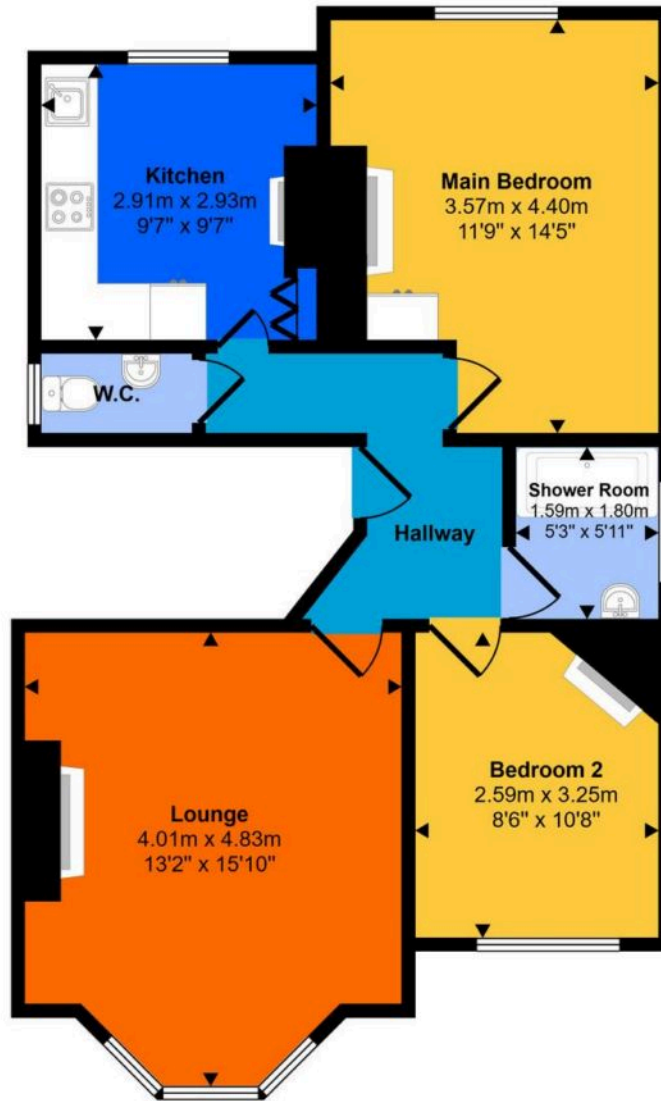 Kitchen
2.91m x 2.93m
9'7" x 9'7"
Main Bedroom
3.57m x 4.40m
11'9" x 14'5"
W.C.
Shower Room
1.59m x 1.80m
5'3" x 5'11"
Hallway
Lounge
4.01m x 4.83m
13'2" x 15'10"
Bedroom 2
2.59m x 3.25m
8'6" x 10'8"